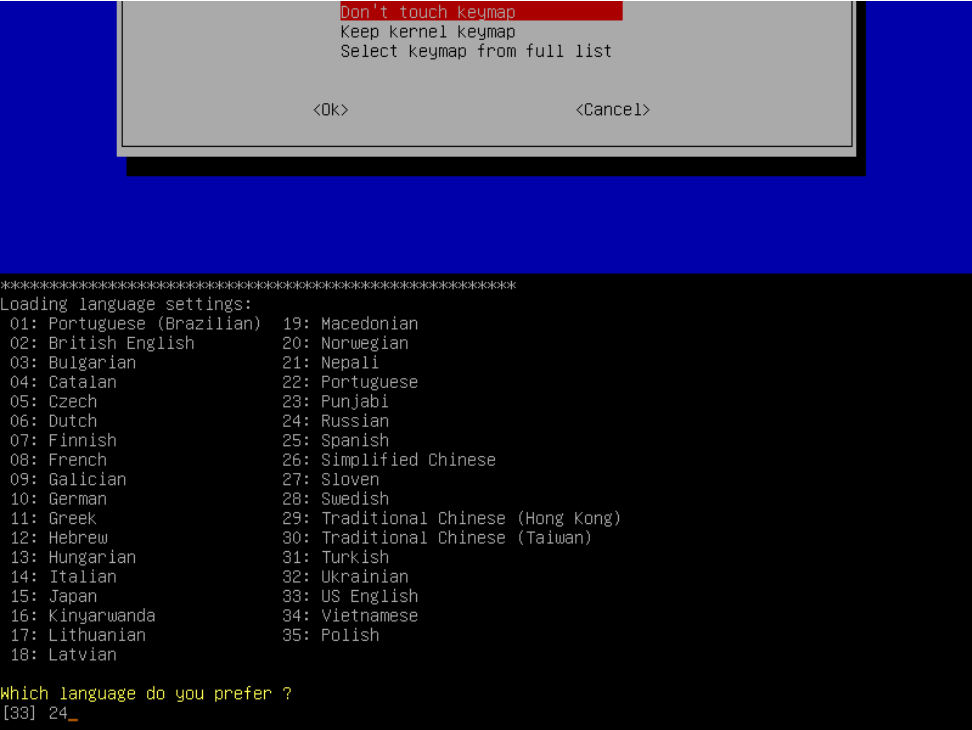 Don't touch keymap
Keep kernel keymap
Select keymap from full list
<Ok> <Cancel>
*****************************************************
Loading language settings:
01: Portuguese (Brazilian) 19: Macedonian
02: British English 20: Norwegian
03: Bulgarian 21: Nepali
04: Catalan 22: Portuguese
05: Czech 23: Punjabi
06: Dutch 24: Russian
07: Finnish 25: Spanish
08: French 26: Simplified Chinese
09: Galician 27: Sloven
10: German 28: Swedish
11: Greek 29: Traditional Chinese (Hong Kong)
12: Hebrew 30: Traditional Chinese (Taiwan)
13: Hungarian 31: Turkish
14: Italian 32: Ukrainian
15: Japan 33: US English
16: Kinyarwanda 34: Vietnamese
17: Lithuanian 35: Polish
18: Latvian
Which language do you prefer ?
[33] 24_